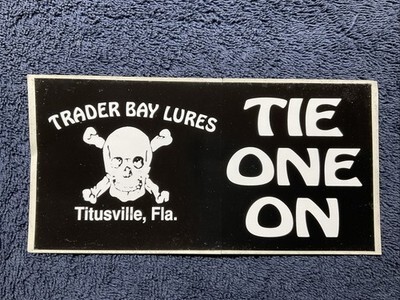 TRADER BAY LURES
Titusville, Fla.
TIE
ONE
ON